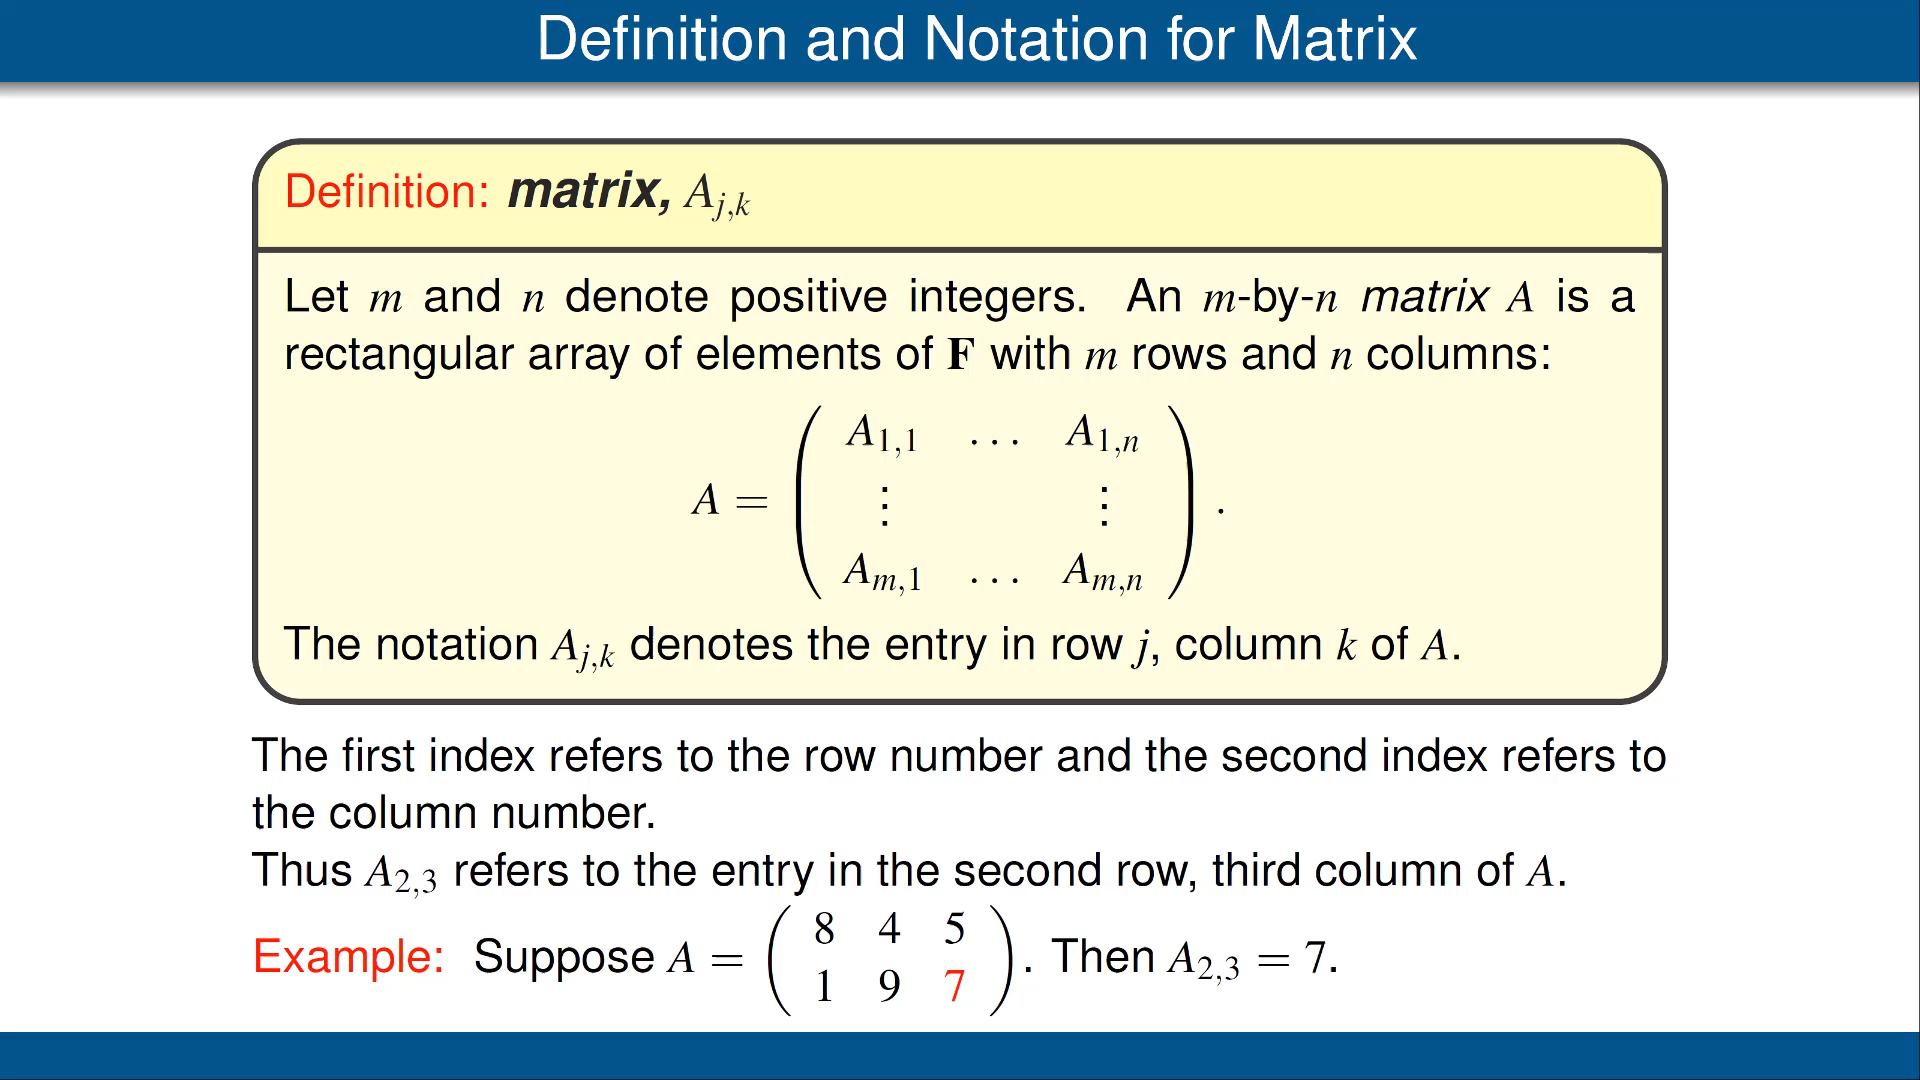 Definition and Notation for Matrix
Definition: matrix, A_{j,k}
Let m and n denote positive integers. An m-by-n matrix A is a
rectangular array of elements of F with m rows and n columns:
A_{1,1} … A_{1,n}
A = ( ⋮ ⋮ ) .
A_{m,1} … A_{m,n}
The notation A_{j,k} denotes the entry in row j, column k of A.
The first index refers to the row number and the second index refers to
the column number.
Thus A_{2,3} refers to the entry in the second row, third column of A.
8 4 5
Example: Suppose A = ( ). Then A_{2,3} = 7.
1 9 7